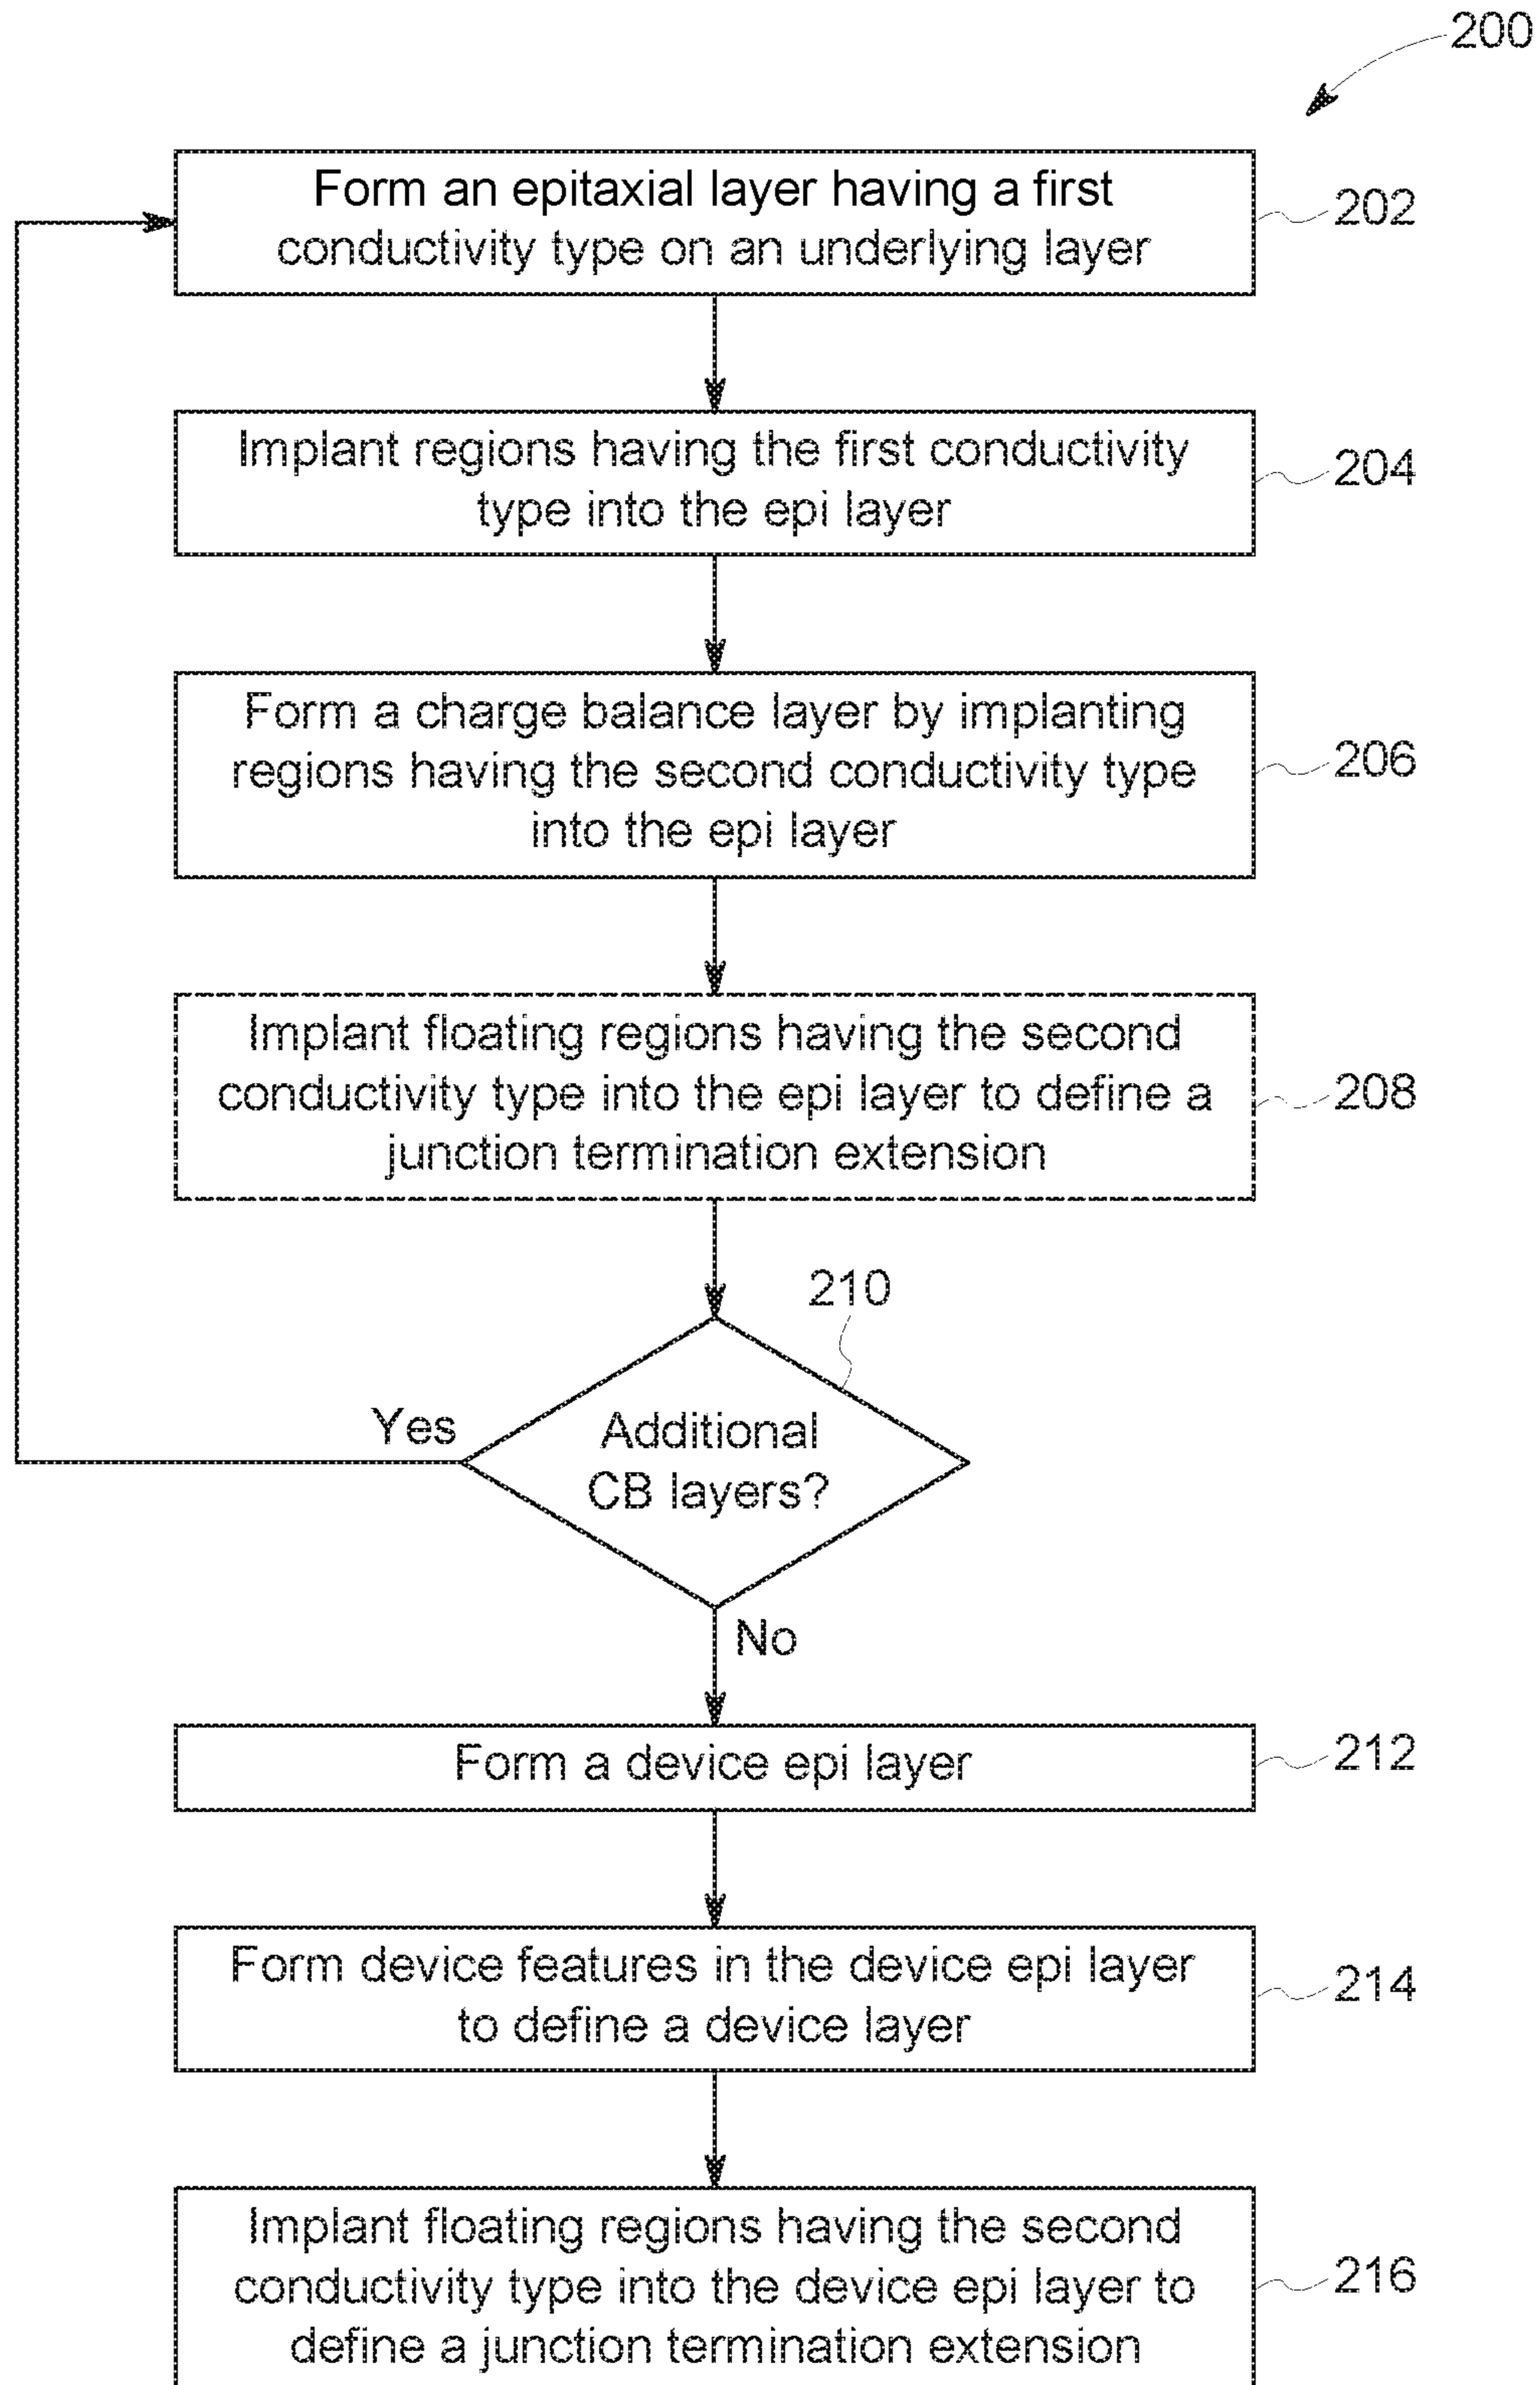 200
Form an epitaxial layer having a first
conductivity type on an underlying layer
202
Implant regions having the first conductivity
type into the epi layer
204
Form a charge balance layer by implanting
regions having the second conductivity type
into the epi layer
206
Implant floating regions having the second
conductivity type into the epi layer to define a
junction termination extension
208
210
Additional
CB layers?
Yes
No
Form a device epi layer
212
Form device features in the device epi layer
to define a device layer
214
Implant floating regions having the second
conductivity type into the device epi layer to
define a junction termination extension
216